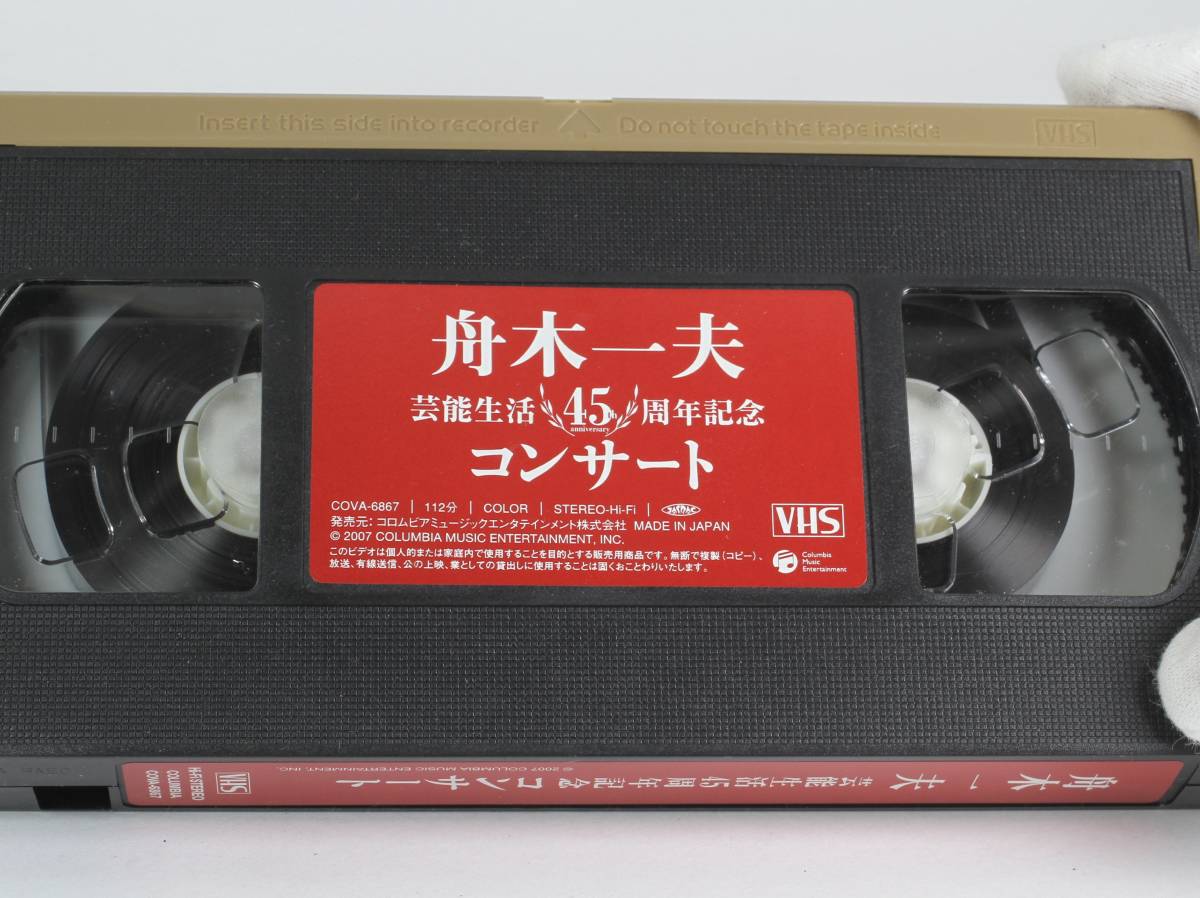 Insert this side into recorder Do not touch the tape inside VHS
舟木一夫
芸能生活 45th 周年記念
anniversary
コンサート
COVA-6867 | 112分 | COLOR | STEREO-Hi-Fi |
発売元:コロムビアミュージックエンタテインメント株式会社 MADE IN JAPAN
© 2007 COLUMBIA MUSIC ENTERTAINMENT, INC.
このビデオは個人的または家庭内で使用することを目的とする販売用商品です。無断で複製(コピー)、
放送、有線送信、公の上映、業としての貸出しに使用することは固くおことわりいたします。
VHS
Columbia
Music
Entertainment
舟木一夫 芸能生活45周年記念 コンサート
© 2007 COLUMBIA MUSIC ENTERTAINMENT, INC.
VHS
Hi-Fi STEREO
COLUMBIA
COVA-6867